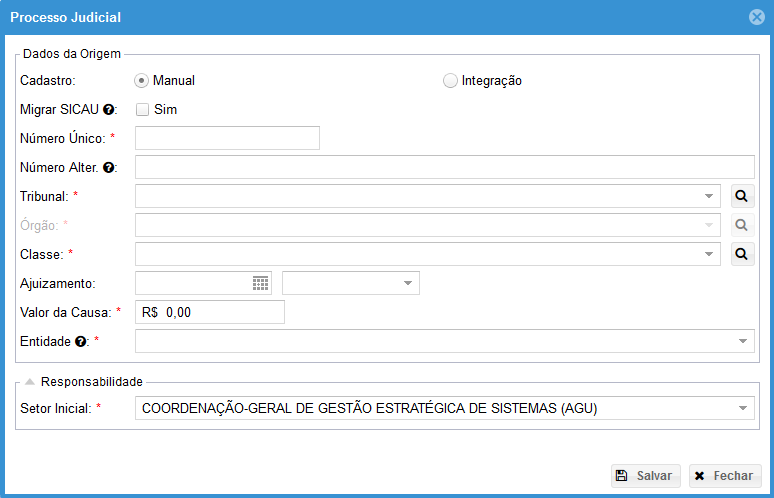 Processo Judicial
Dados da Origem
Cadastro: Manual Integração
Migrar SICAU ?: Sim
Número Único: *
Número Alter. ?:
Tribunal: *
Órgão: *
Classe: *
Ajuizamento:
Valor da Causa: * R$ 0,00
Entidade ?: *
Responsabilidade
Setor Inicial: * COORDENAÇÃO-GERAL DE GESTÃO ESTRATÉGICA DE SISTEMAS (AGU)
Salvar Fechar